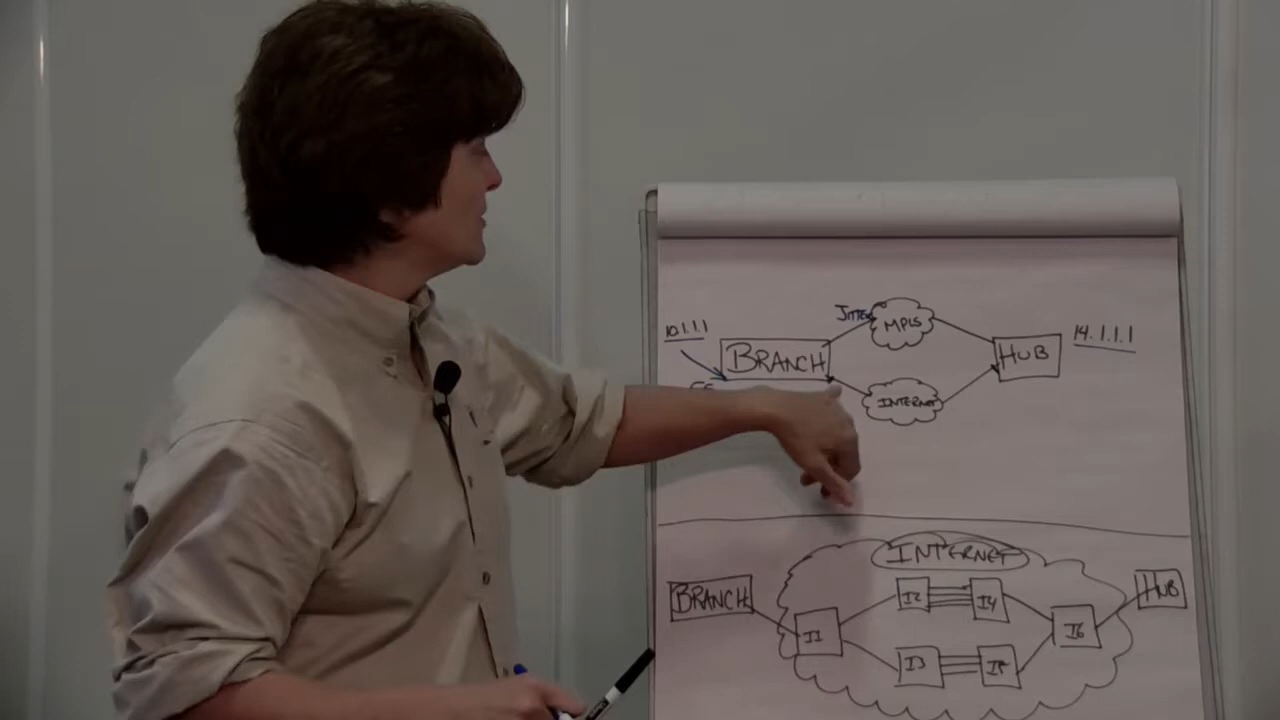 JITTER
MPLS
10.1.1.1
BRANCH
HUB
14.1.1.1
INTERNET
INTERNET
BRANCH
I2
I4
HUB
I1
I6
I3
I5